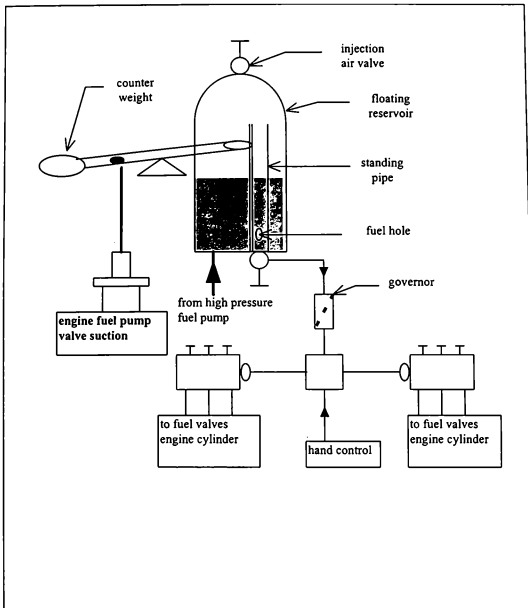 injection
air valve
counter
weight
floating
reservoir
standing
pipe
fuel hole
governor
from high pressure
fuel pump
engine fuel pump
valve suction
to fuel valves
engine cylinder
hand control
to fuel valves
engine cylinder